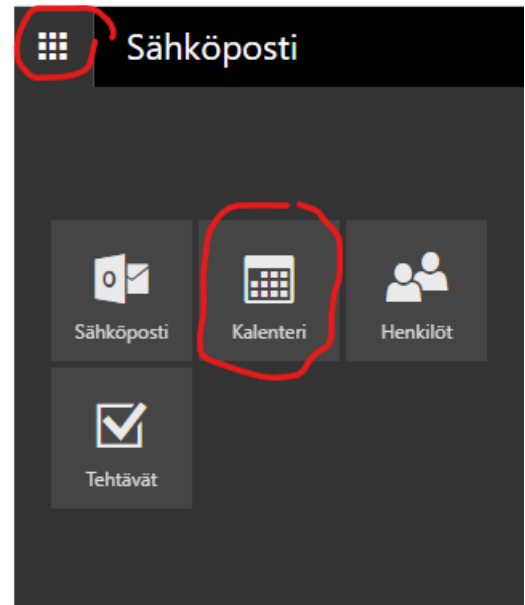 Sähköposti
Sähköposti
Kalenteri
Henkilöt
Tehtävät